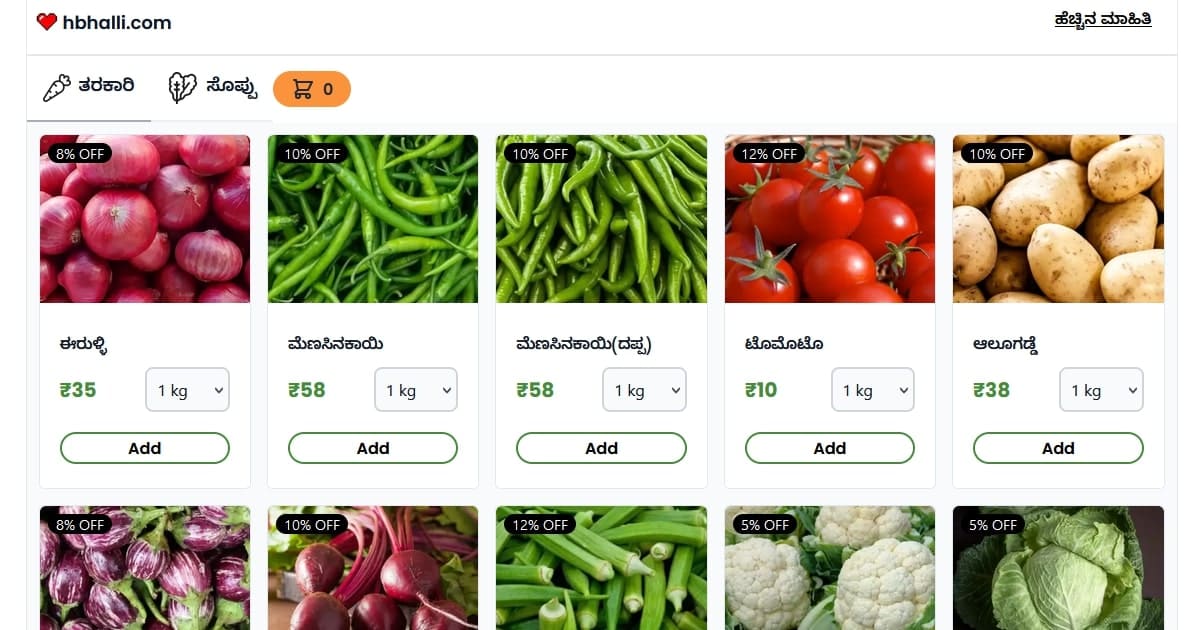 hbhalli.com
ಹೆಚ್ಚಿನ ಮಾಹಿತಿ
ತರಕಾರಿ ಸೊಪ್ಪು 0
8% OFF 10% OFF 10% OFF 12% OFF 10% OFF
ಈರುಳ್ಳಿ ಮೆಣಸಿನಕಾಯಿ ಮೆಣಸಿನಕಾಯಿ(ದಪ್ಪ) ಟೊಮೊಟೊ ಆಲೂಗಡ್ಡೆ
₹35 1 kg ₹58 1 kg ₹58 1 kg ₹10 1 kg ₹38 1 kg
Add Add Add Add Add
8% OFF 10% OFF 12% OFF 5% OFF 5% OFF